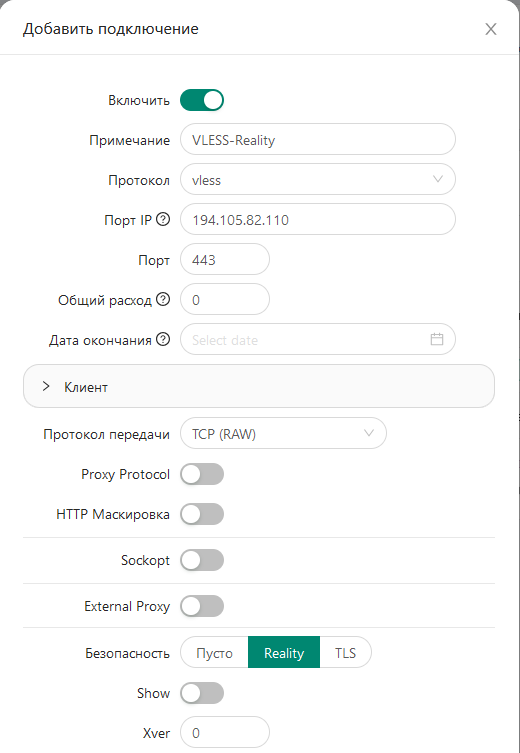 Добавить подключение
Включить
Примечание VLESS-Reality
Протокол vless
Порт IP 194.105.82.110
Порт 443
Общий расход 0
Дата окончания Select date
Клиент
Протокол передачи TCP (RAW)
Proxy Protocol
HTTP Маскировка
Sockopt
External Proxy
Безопасность Пусто Reality TLS
Show
Xver 0